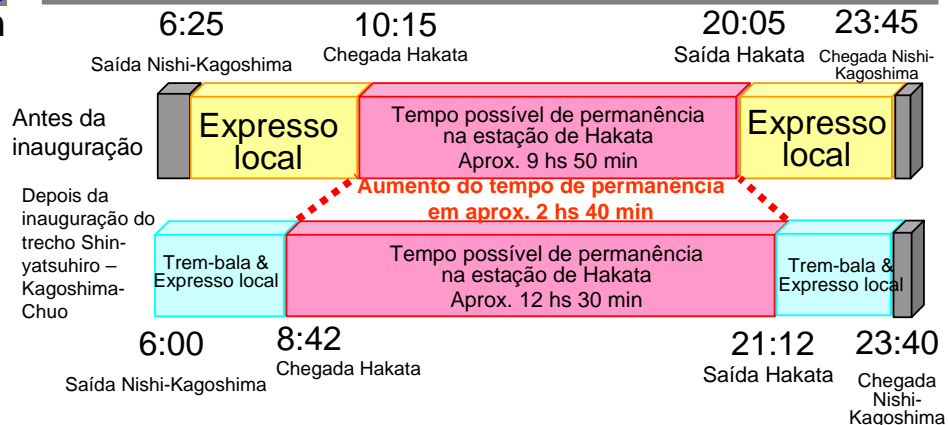 6:25
Saída Nishi-Kagoshima
10:15
Chegada Hakata
20:05
Saída Hakata
23:45
Chegada Nishi-
Kagoshima
Antes da
inauguração
Expresso
local
Tempo possível de permanência
na estação de Hakata
Aprox. 9 hs 50 min
Expresso
local
Aumento do tempo de permanência
em aprox. 2 hs 40 min
Depois da
inauguração do
trecho Shin-
yatsuhiro –
Kagoshima-
Chuo
Trem-bala &
Expresso local
Tempo possível de permanência
na estação de Hakata
Aprox. 12 hs 30 min
Trem-bala &
Expresso local
6:00
Saída Nishi-Kagoshima
8:42
Chegada Hakata
21:12
Saída Hakata
23:40
Chegada
Nishi-
Kagoshima